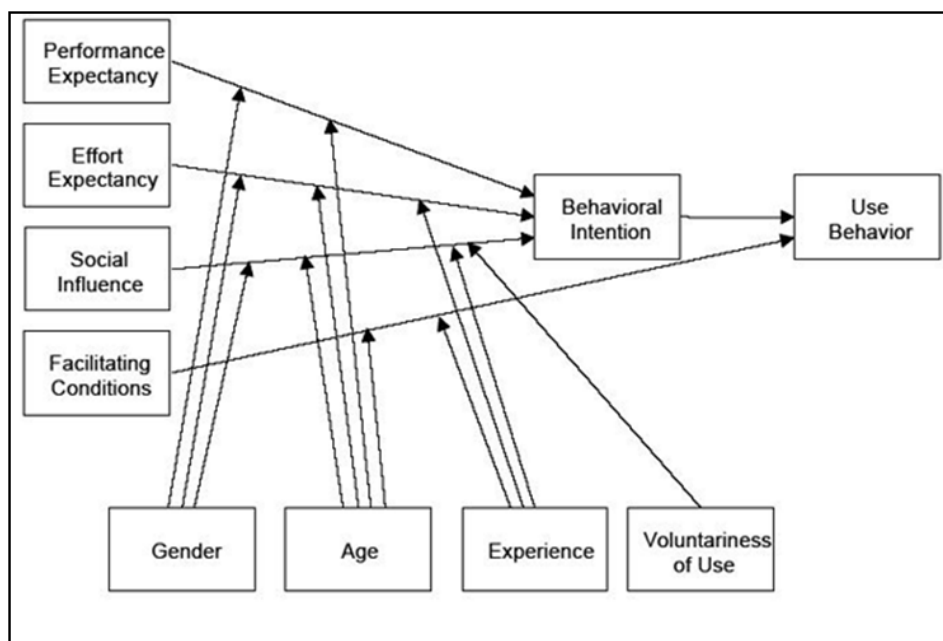 Performance
Expectancy
Effort
Expectancy
Social
Influence
Facilitating
Conditions
Behavioral
Intention
Use
Behavior
Gender
Age
Experience
Voluntariness
of Use